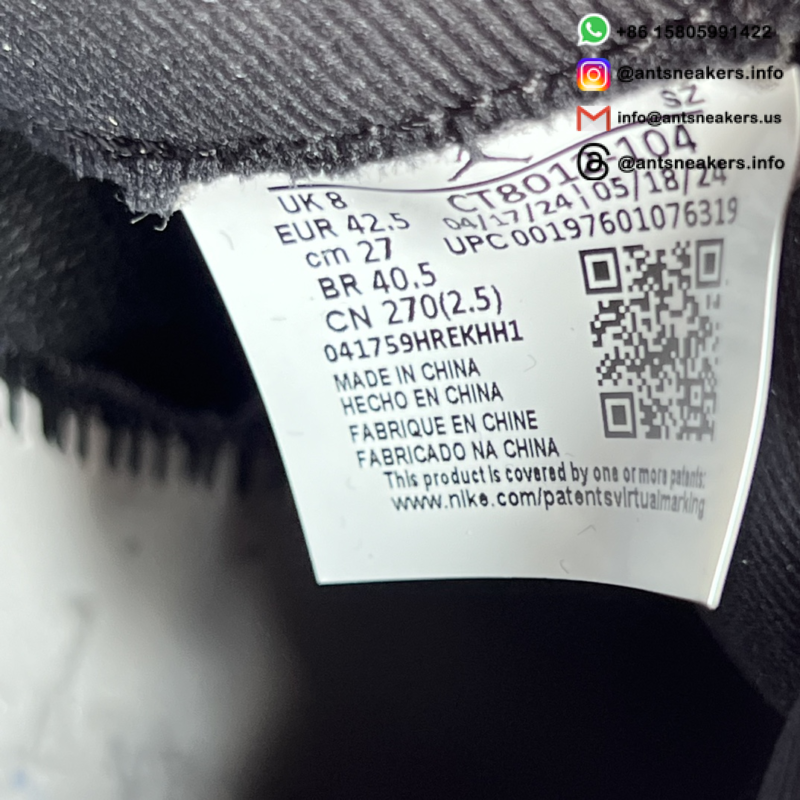 +86 15805991422
@antsneakers.info
info@antsneakers.us
@antsneakers.info
SZ
UK 8
EUR 42.5
cm 27
BR 40.5
CN 270(2.5)
041759HREKHH1
04/17/24 | 05/18/24
UPC 00197601076319
MADE IN CHINA
HECHO EN CHINA
FABRIQUE EN CHINE
FABRICADO NA CHINA
This product is covered by one or more patents:
www.nike.com/patentsvirtualmarking